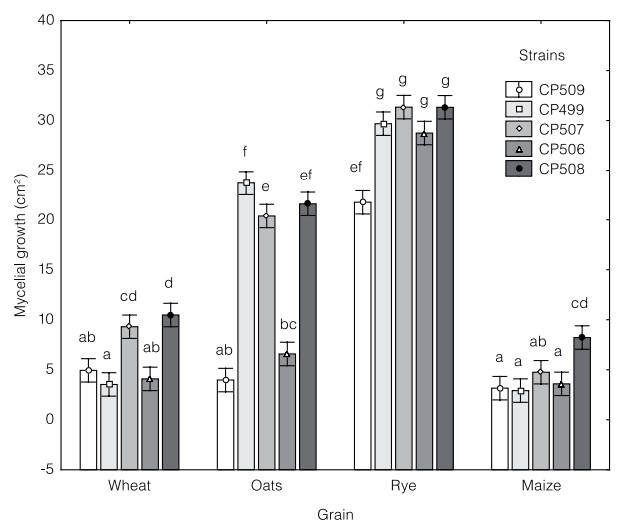 40
35
30
25
20
15
10
5
0
-5
Mycelial growth (cm²)
Strains
CP509
CP499
CP507
CP506
CP508
ab
a
cd
ab
d
ab
f
e
bc
ef
ef
g
g
g
g
a
a
ab
a
cd
Wheat Oats Rye Maize
Grain